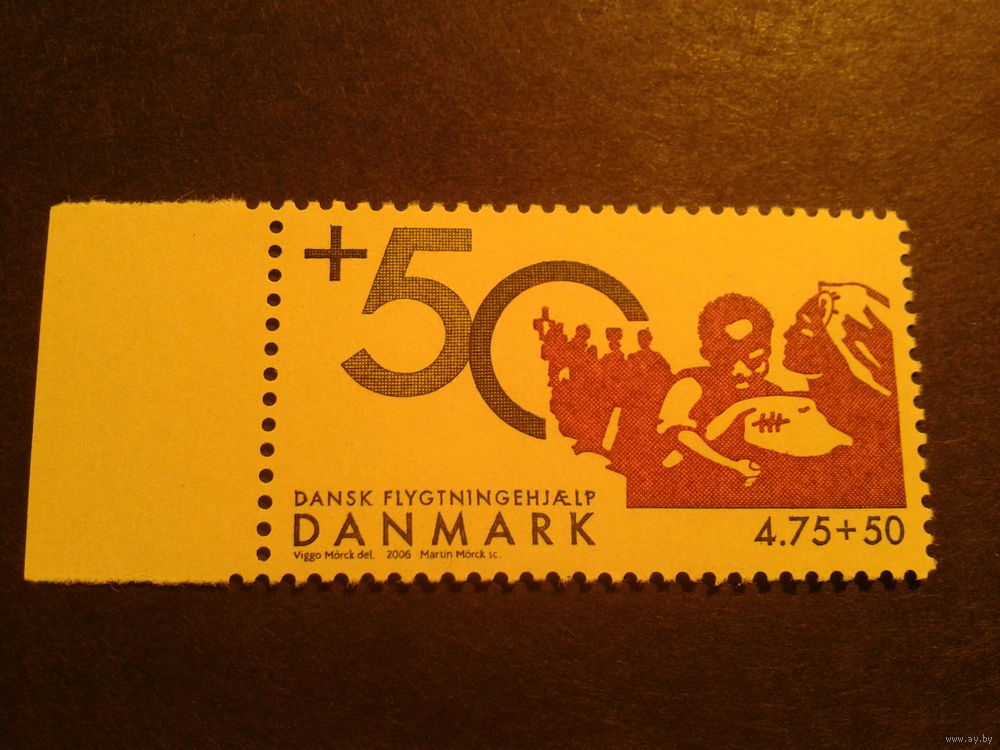 +50
DANSK FLYGTNINGEHJÆLP
DANMARK
4.75+50
Viggo Mörck del. 2006 Martin Mörck sc.
www.ay.by